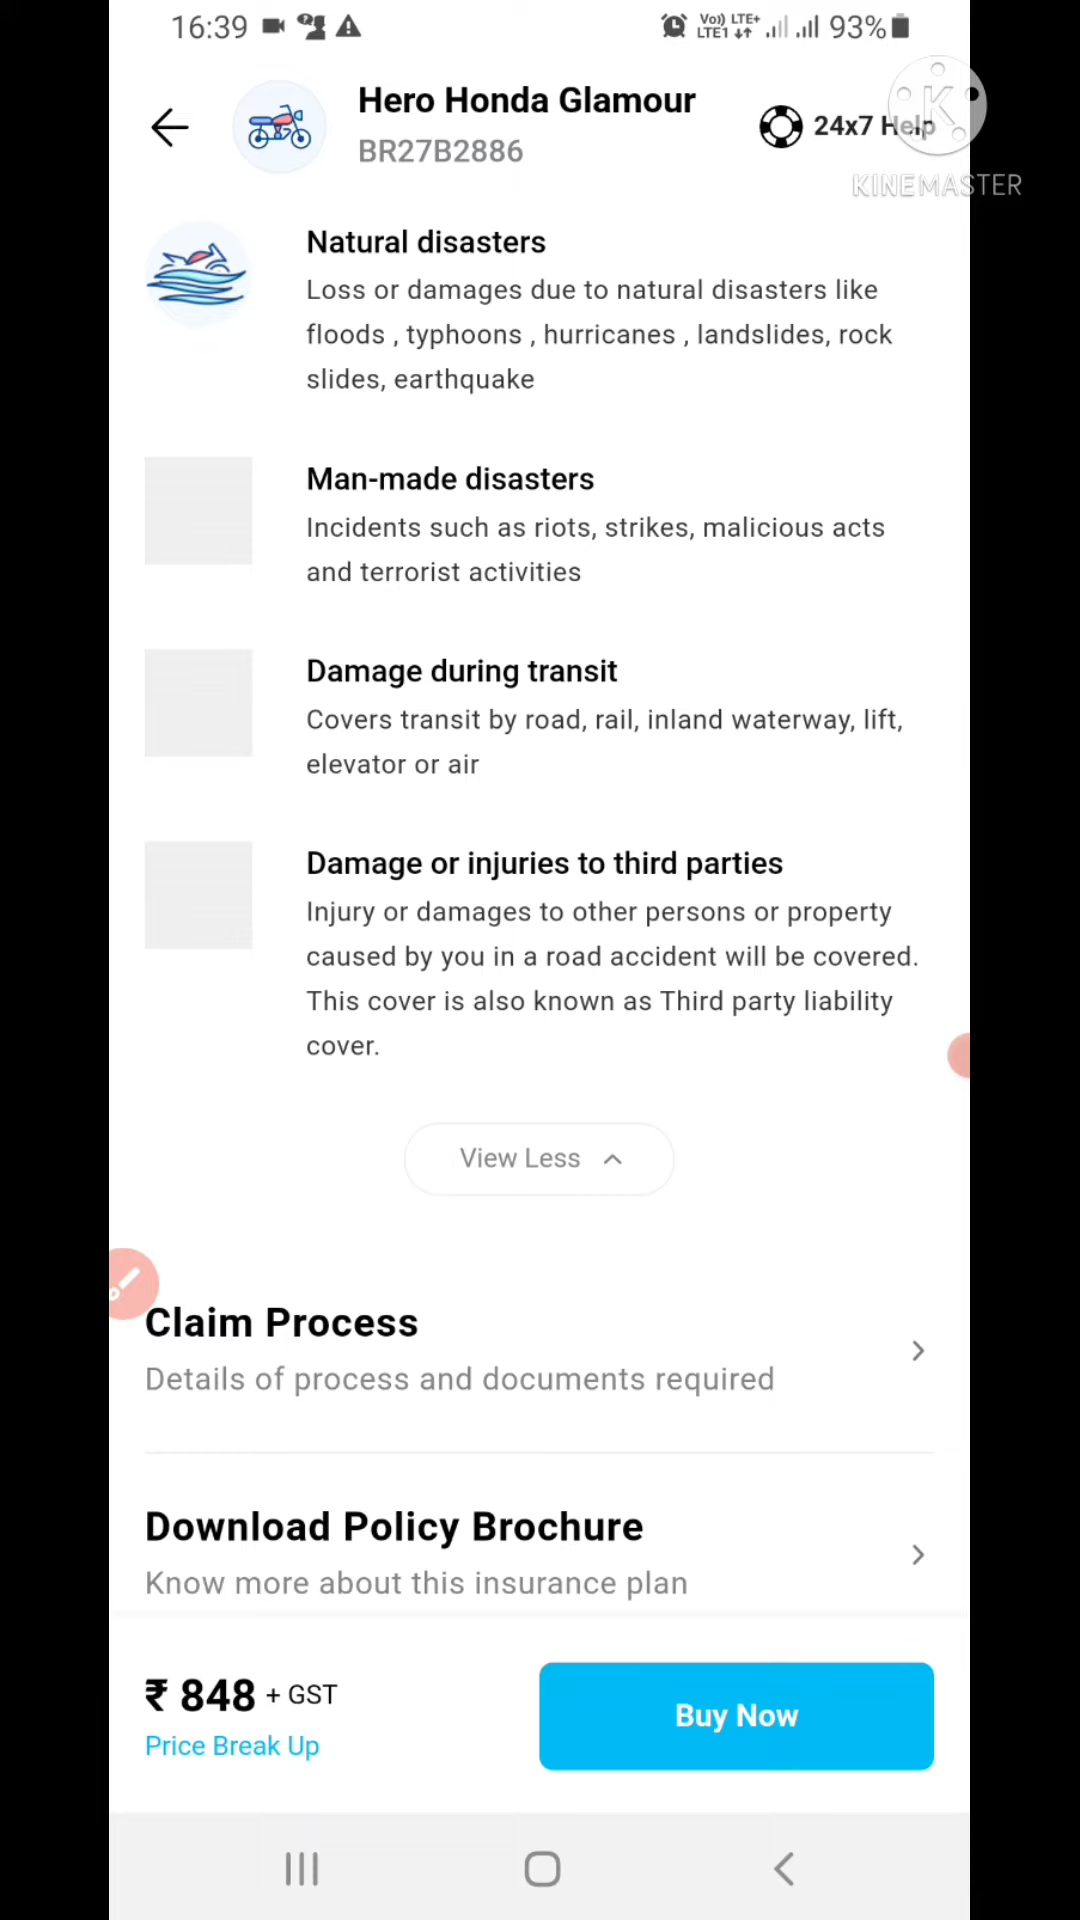 16:39
Vo) LTE+
LTE1
93%
Hero Honda Glamour
BR27B2886
24x7 Help
K
KINEMASTER
Natural disasters
Loss or damages due to natural disasters like
floods , typhoons , hurricanes , landslides, rock
slides, earthquake
Man-made disasters
Incidents such as riots, strikes, malicious acts
and terrorist activities
Damage during transit
Covers transit by road, rail, inland waterway, lift,
elevator or air
Damage or injuries to third parties
Injury or damages to other persons or property
caused by you in a road accident will be covered.
This cover is also known as Third party liability
cover.
View Less
Claim Process
Details of process and documents required
Download Policy Brochure
Know more about this insurance plan
₹ 848 + GST
Price Break Up
Buy Now